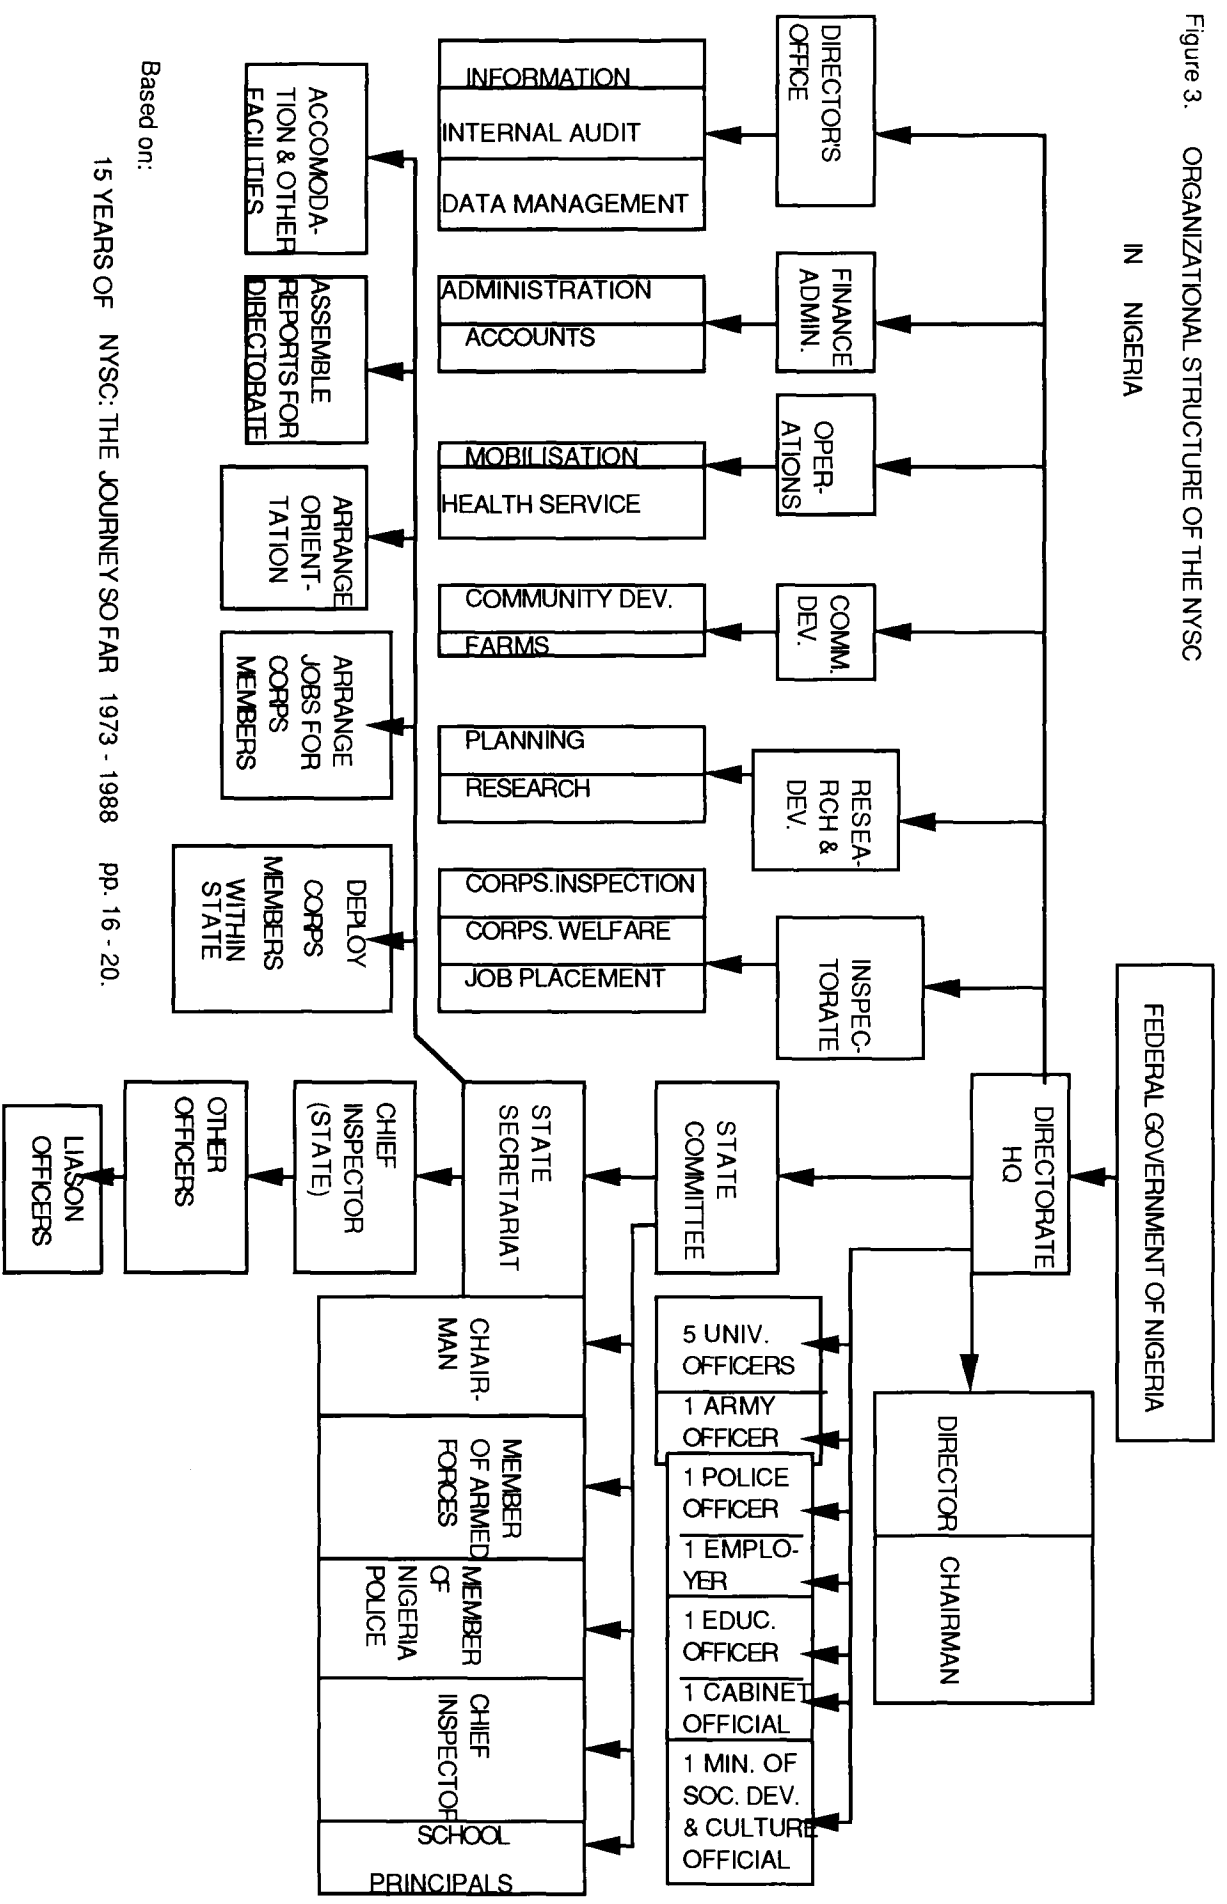 Figure 3. ORGANIZATIONAL STRUCTURE OF THE NYSC
IN NIGERIA
FEDERAL GOVERNMENT OF NIGERIA
DIRECTORATE
HQ
DIRECTOR
CHAIRMAN
DIRECTOR'S
OFFICE
FINANCE
ADMIN.
OPER-
ATIONS
COMM.
DEV.
RESEA-
RCH &
DEV.
INSPEC-
TORATE
INFORMATION
INTERNAL AUDIT
DATA MANAGEMENT
ADMINISTRATION
ACCOUNTS
MOBILISATION
HEALTH SERVICE
COMMUNITY DEV.
FARMS
PLANNING
RESEARCH
CORPS.INSPECTION
CORPS. WELFARE
JOB PLACEMENT
STATE
COMMITTEE
5 UNIV.
OFFICERS
1 ARMY
OFFICER
1 POLICE
OFFICER
1 EMPLO-
YER
1 EDUC.
OFFICER
1 CABINET
OFFICIAL
1 MIN. OF
SOC. DEV.
& CULTURE
OFFICIAL
STATE
SECRETARIAT
CHAIR-
MAN
MEMBER
OF ARMED
FORCES
MEMBER
OF
NIGERIA
POLICE
CHIEF
INSPECTOR
SCHOOL
PRINCIPALS
ACCOMODA-
TION & OTHER
FACILITIES
ASSEMBLE
REPORTS FOR
DIRECTORATE
ARRANGE
ORIENT-
TATION
ARRANGE
JOBS FOR
CORPS
MEMBERS
DEPLOY
CORPS
MEMBERS
WITHIN
STATE
CHIEF
INSPECTOR
(STATE)
OTHER
OFFICERS
LIASON
OFFICERS
Based on:
15 YEARS OF NYSC: THE JOURNEY SO FAR 1973 - 1988 pp. 16 - 20.